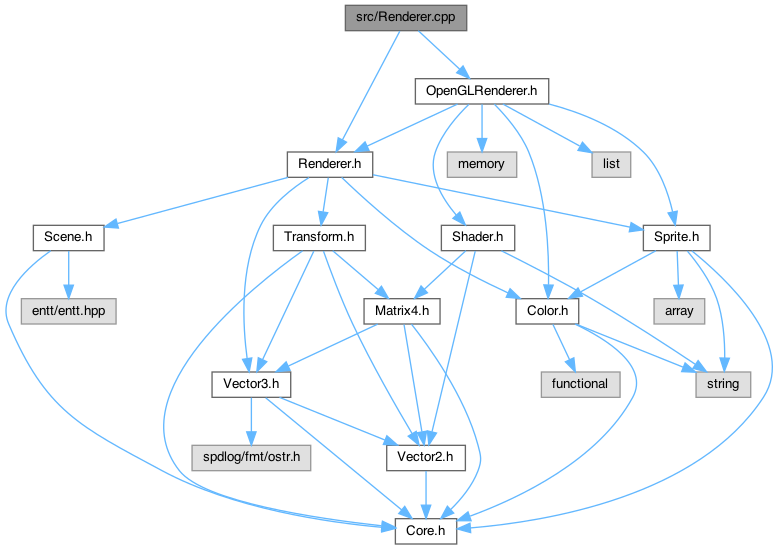 src/Renderer.cpp
OpenGLRenderer.h
Renderer.h
memory
list
Scene.h
Transform.h
Shader.h
Sprite.h
entt/entt.hpp
Matrix4.h
Color.h
array
Vector3.h
functional
string
spdlog/fmt/ostr.h
Vector2.h
Core.h